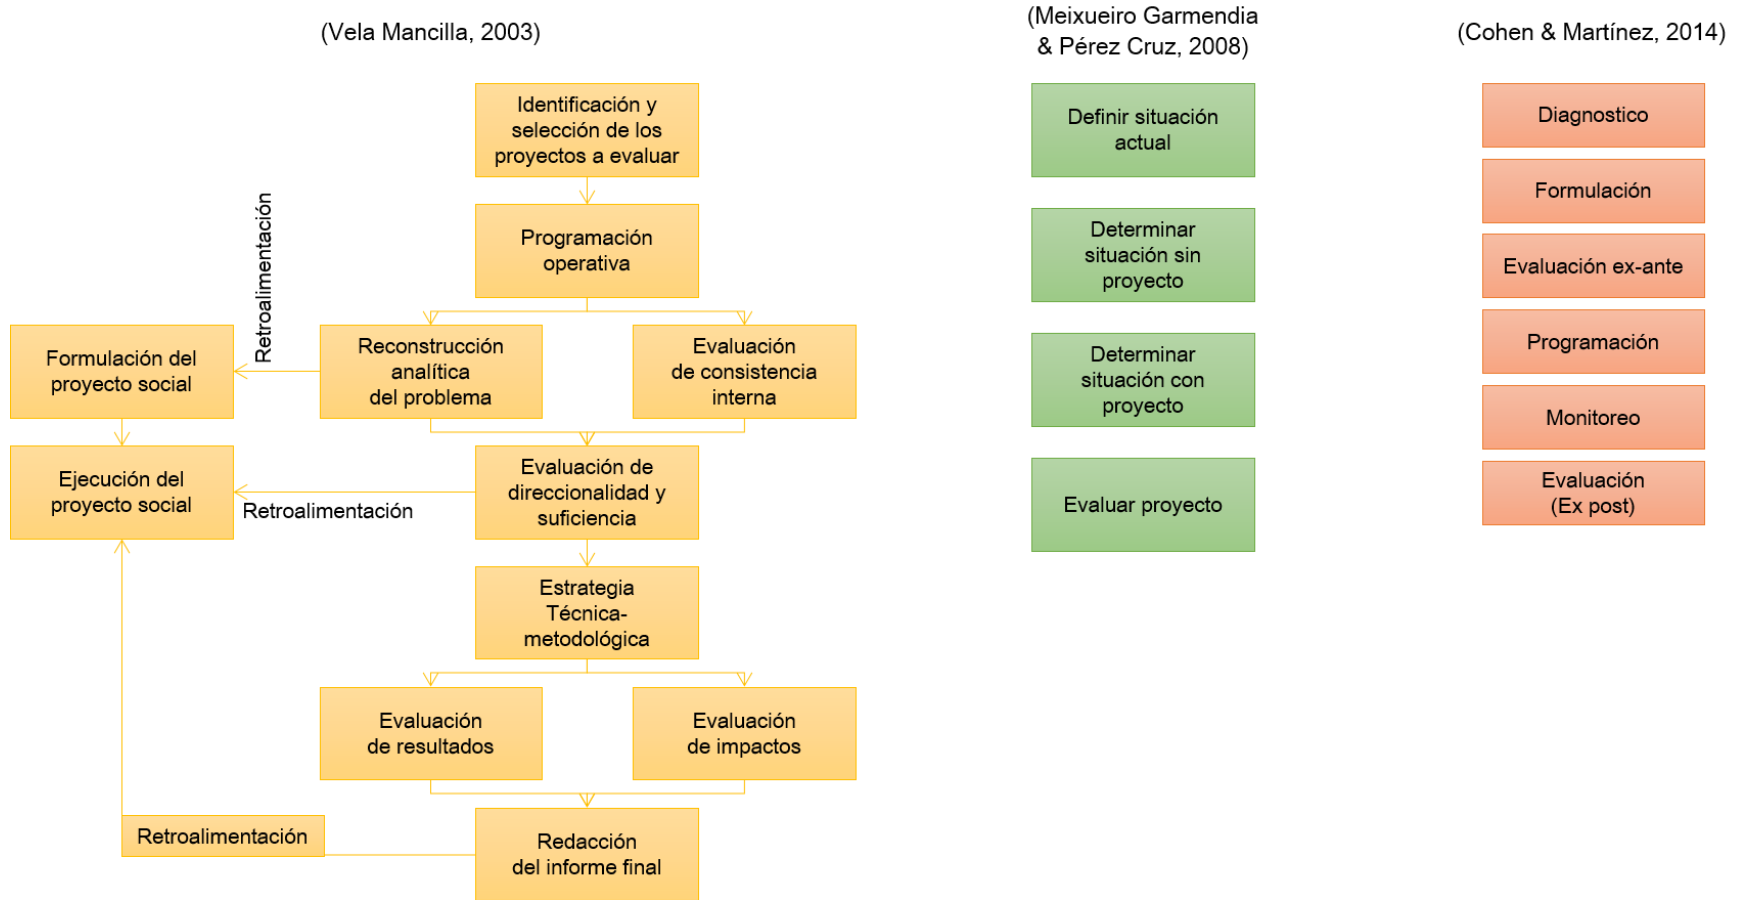 (Vela Mancilla, 2003)
Identificación y
selección de los
proyectos a evaluar
Programación
operativa
Retroalimentación
Formulación del
proyecto social
Reconstrucción
analítica
del problema
Evaluación
de consistencia
interna
Ejecución del
proyecto social
Retroalimentación
Evaluación de
direccionalidad y
suficiencia
Estrategia
Técnica-
metodológica
Evaluación
de resultados
Evaluación
de impactos
Retroalimentación
Redacción
del informe final
(Meixueiro Garmendia
& Pérez Cruz, 2008)
Definir situación
actual
Determinar
situación sin
proyecto
Determinar
situación con
proyecto
Evaluar proyecto
(Cohen & Martínez, 2014)
Diagnostico
Formulación
Evaluación ex-ante
Programación
Monitoreo
Evaluación
(Ex post)